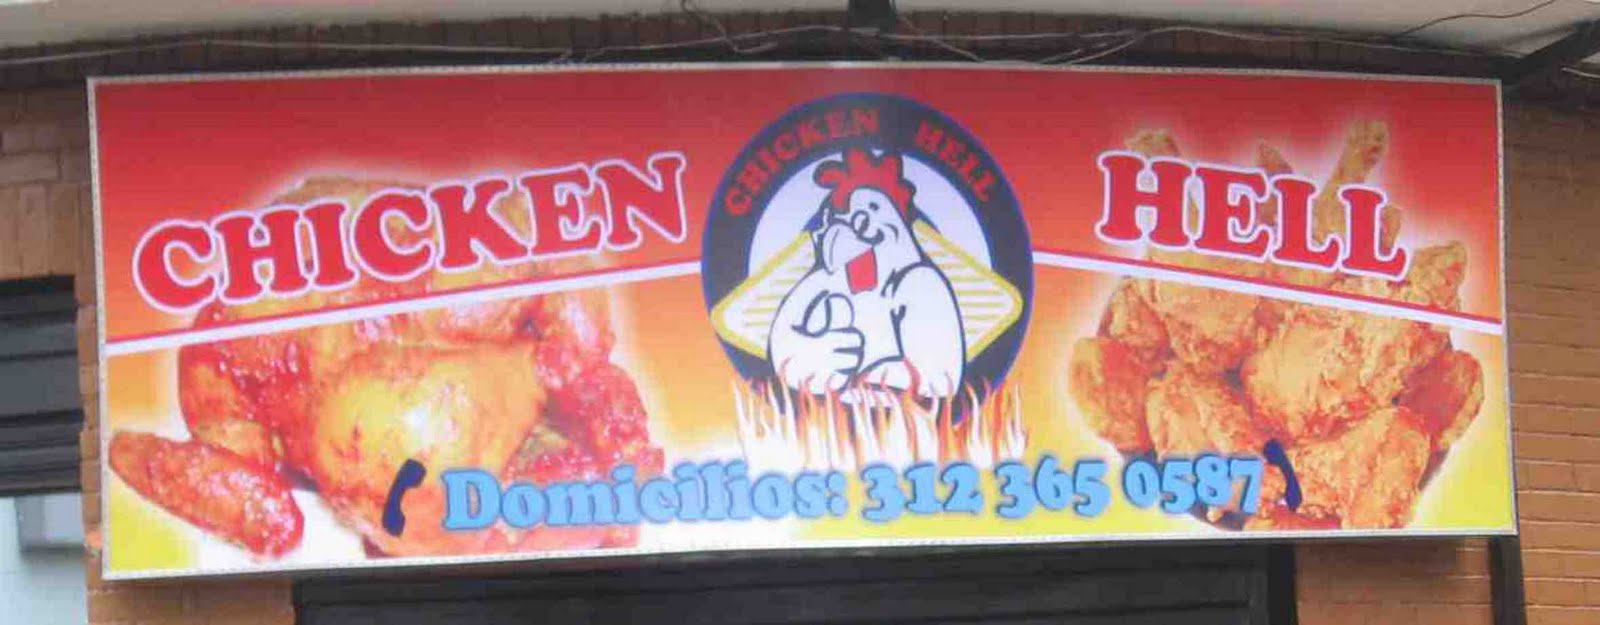 CHICKEN HELL
CHICKEN HELL
Domicilios: 312 365 0587